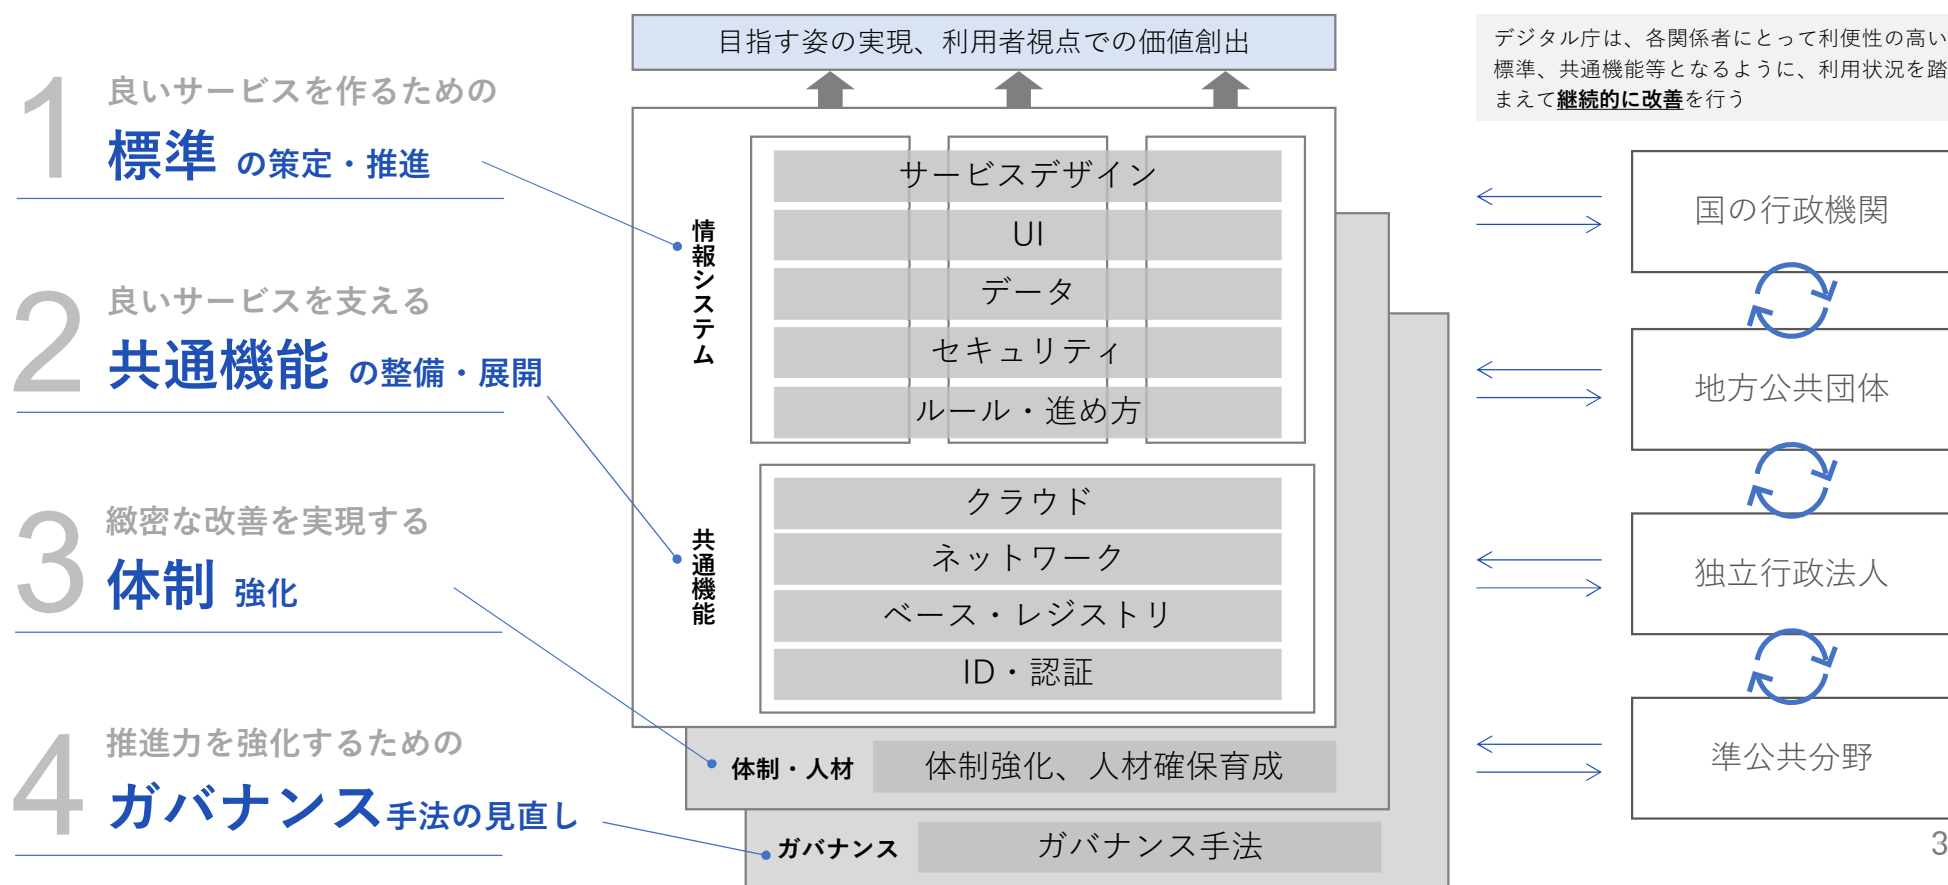 1
良いサービスを作るための
標準 の策定・推進
2
良いサービスを支える
共通機能 の整備・展開
3
緻密な改善を実現する
体制 強化
4
推進力を強化するための
ガバナンス手法の見直し
目指す姿の実現、利用者視点での価値創出
情報システム
サービスデザイン
UI
データ
セキュリティ
ルール・進め方
共通機能
クラウド
ネットワーク
ベース・レジストリ
ID・認証
体制・人材
体制強化、人材確保育成
ガバナンス
ガバナンス手法
デジタル庁は、各関係者にとって利便性の高い
標準、共通機能等となるように、利用状況を踏
まえて継続的に改善を行う
国の行政機関
地方公共団体
独立行政法人
準公共分野
3